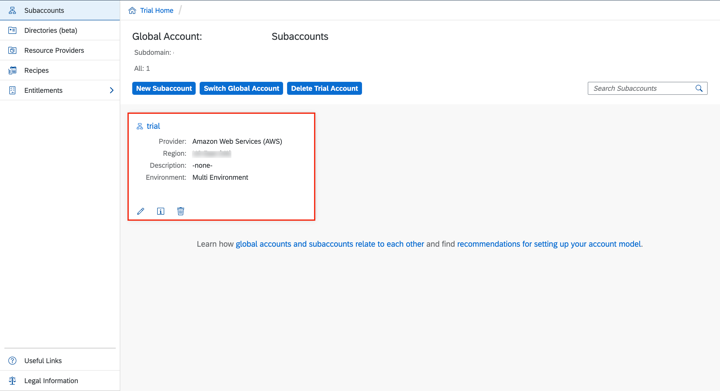 Subaccounts
Directories (beta)
Resource Providers
Recipes
Entitlements
Useful Links
Legal Information
Trial Home /
Global Account: Subaccounts
Subdomain:
All: 1
New Subaccount Switch Global Account Delete Trial Account Search Subaccounts
trial
Provider: Amazon Web Services (AWS)
Region:
Description: -none-
Environment: Multi Environment
Learn how global accounts and subaccounts relate to each other and find recommendations for setting up your account model.